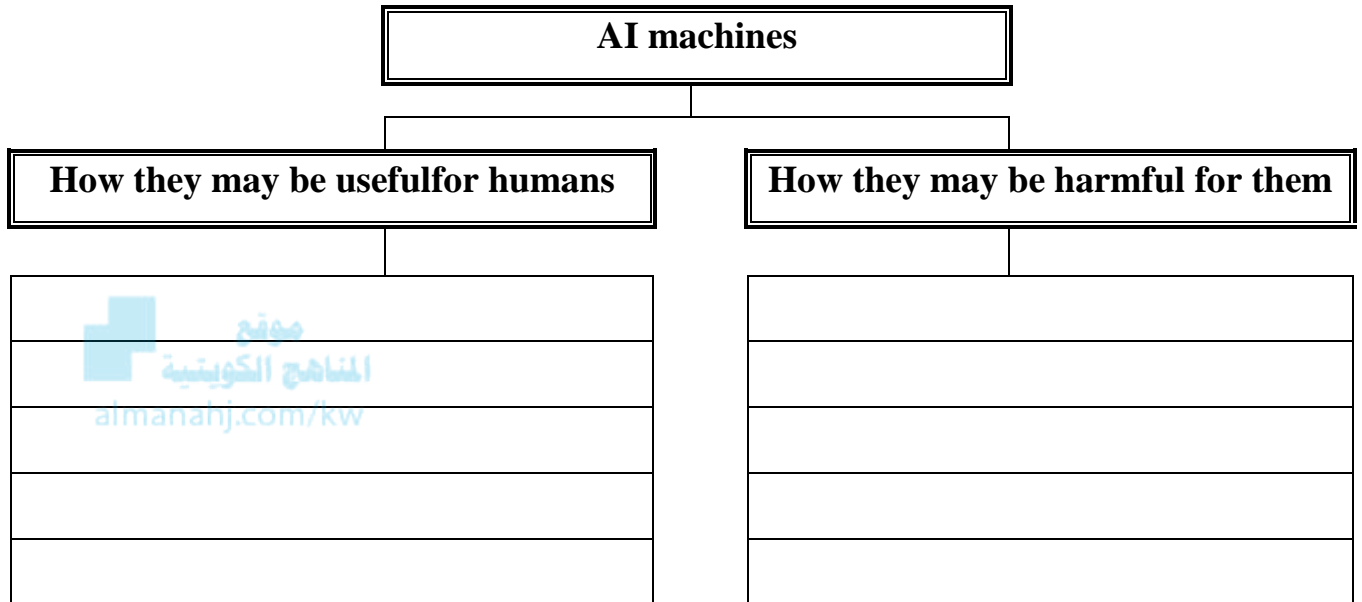 AI machines
How they may be usefulfor humans
How they may be harmful for them
موقع
المناهج الكويتية
almanahj.com/kw